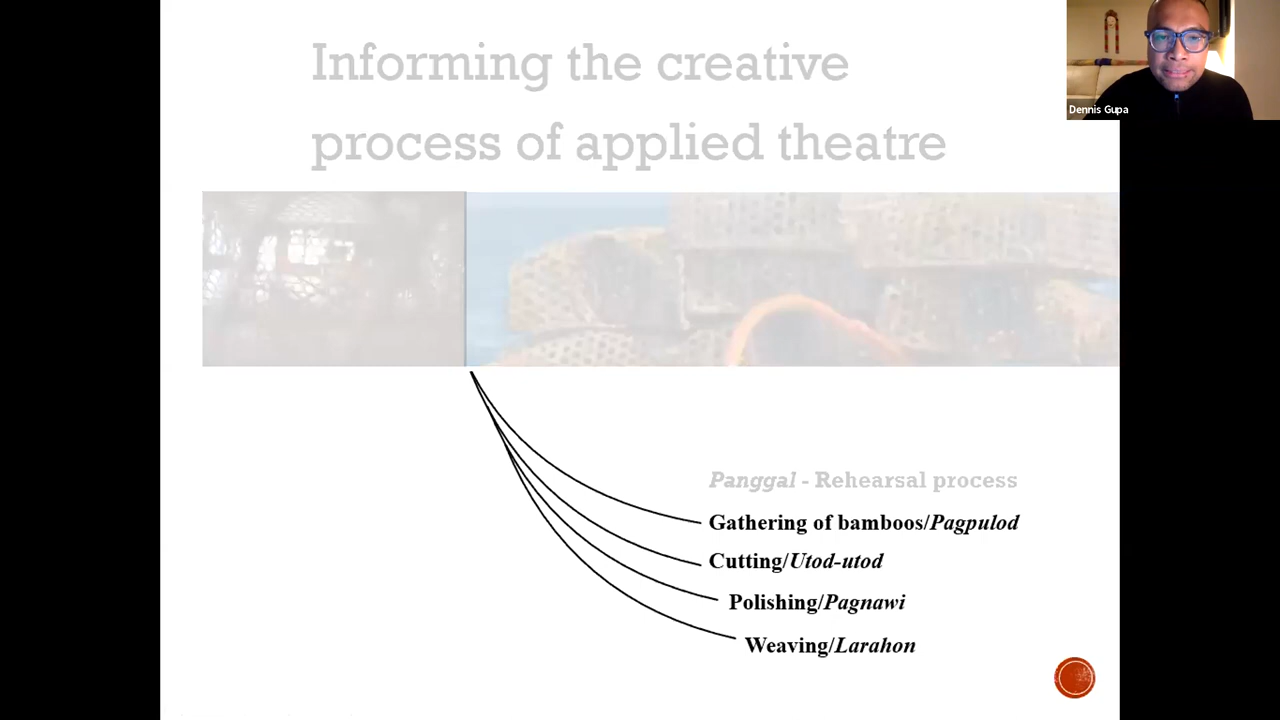 Informing the creative
process of applied theatre
Dennis Gupa
Panggal - Rehearsal process
Gathering of bamboos/Pagpulod
Cutting/Utod-utod
Polishing/Pagnawi
Weaving/Larahon